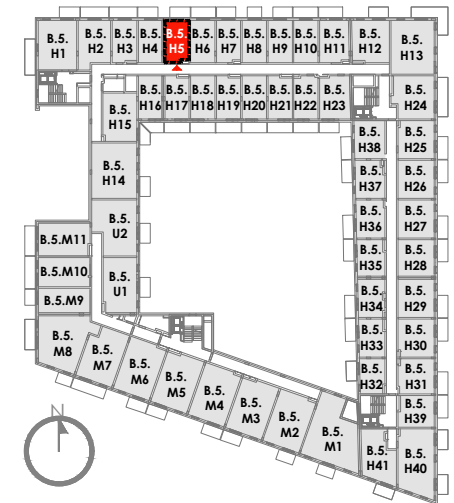 B.5.
H1
B.5.
H2
B.5.
H3
B.5.
H4
B.5.
H5
B.5.
H6
B.5.
H7
B.5.
H8
B.5.
H9
B.5.
H10
B.5.
H11
B.5.
H12
B.5.
H13
B.5.
H16
B.5.
H17
B.5.
H18
B.5.
H19
B.5.
H20
B.5.
H21
B.5.
H22
B.5.
H23
B.5.
H24
B.5.
H15
B.5.
H38
B.5.
H25
B.5.
H14
B.5.
H37
B.5.
H26
B.5.
U2
B.5.
H36
B.5.
H27
B.5.M11
B.5.
H35
B.5.
H28
B.5.M10
B.5.
U1
B.5.M9
B.5.
H34
B.5.
H29
B.5.
M8
B.5.
M7
B.5.
H33
B.5.
H30
B.5.
M6
B.5.
M5
B.5.
H32
B.5.
H31
B.5.
M4
B.5.
M3
B.5.
M2
B.5.
M1
B.5.
H39
B.5.
H41
B.5.
H40
N